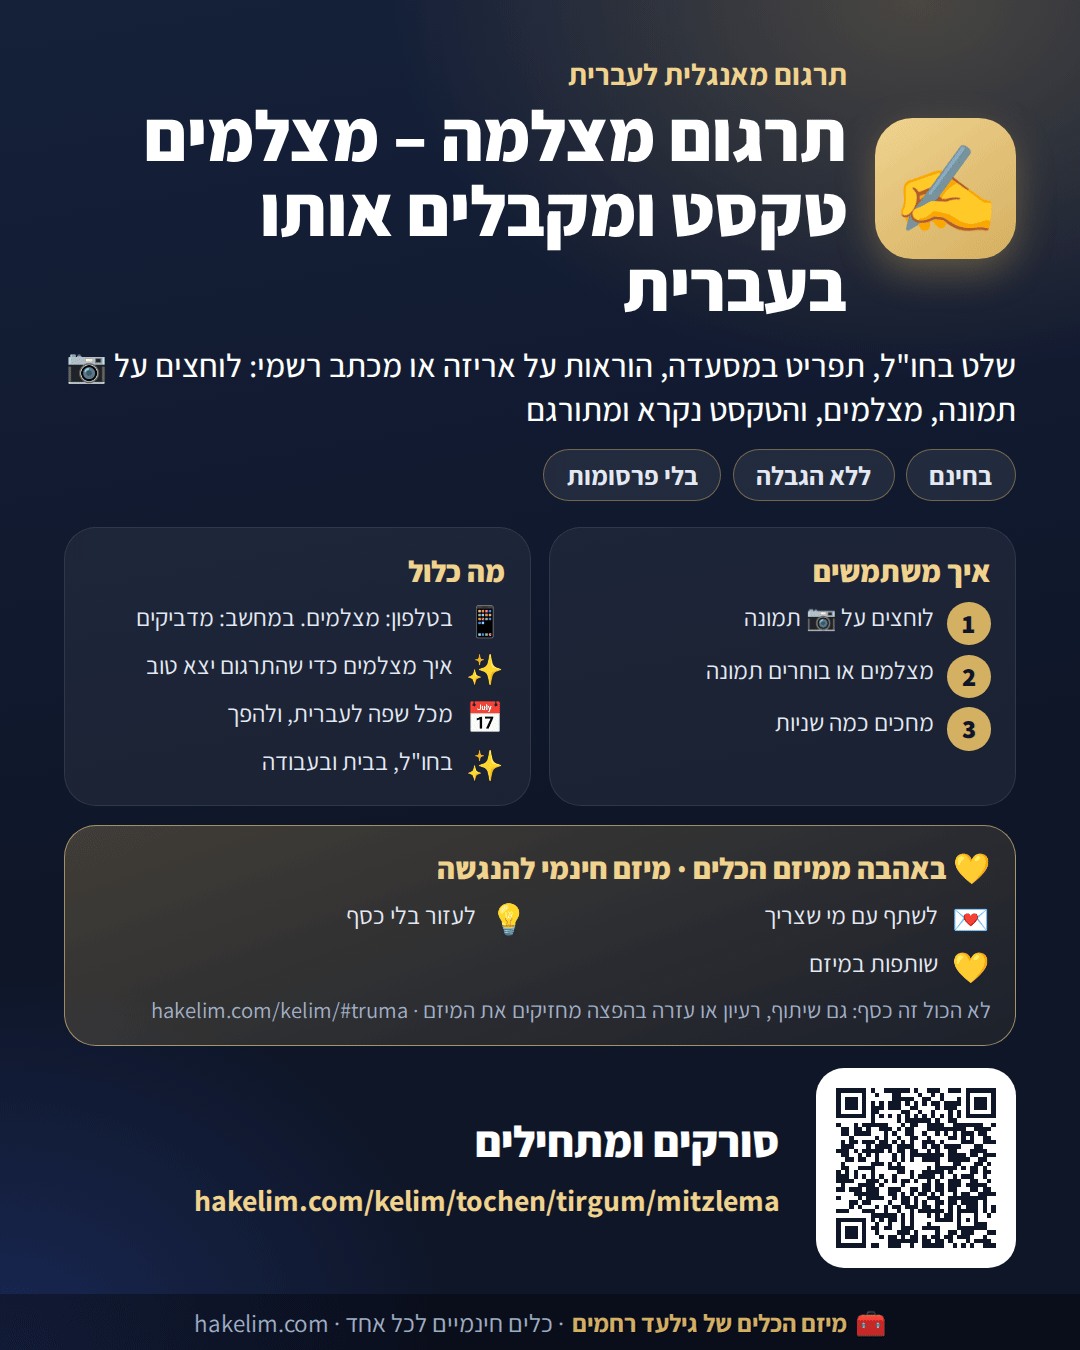 תרגום מאנגלית לעברית
תרגום מצלמה – מצלמים
טקסט ומקבלים אותו
בעברית
שלט בחו"ל, תפריט במסעדה, הוראות על אריזה או מכתב רשמי: לוחצים על 📷
תמונה, מצלמים, והטקסט נקרא ומתורגם
בחינם
ללא הגבלה
בלי פרסומות
איך משתמשים
1 לוחצים על 📷 תמונה
2 מצלמים או בוחרים תמונה
3 מחכים כמה שניות
מה כלול
בטלפון: מצלמים. במחשב: מדביקים
איך מצלמים כדי שהתרגום יצא טוב
מכל שפה לעברית, ולהפך
בחו"ל, בבית ובעבודה
💛 באהבה ממיזם הכלים · מיזם חינמי להנגשה
לשתף עם מי שצריך
לעזור בלי כסף
שותפות במיזם
לא הכול זה כסף: גם שיתוף, רעיון או עזרה בהפצה מחזיקים את המיזם · hakelim.com/kelim/#truma
סורקים ומתחילים
hakelim.com/kelim/tochen/tirgum/mitzlema
מיזם הכלים של גילעד רחמים · כלים חינמיים לכל אחד · hakelim.com